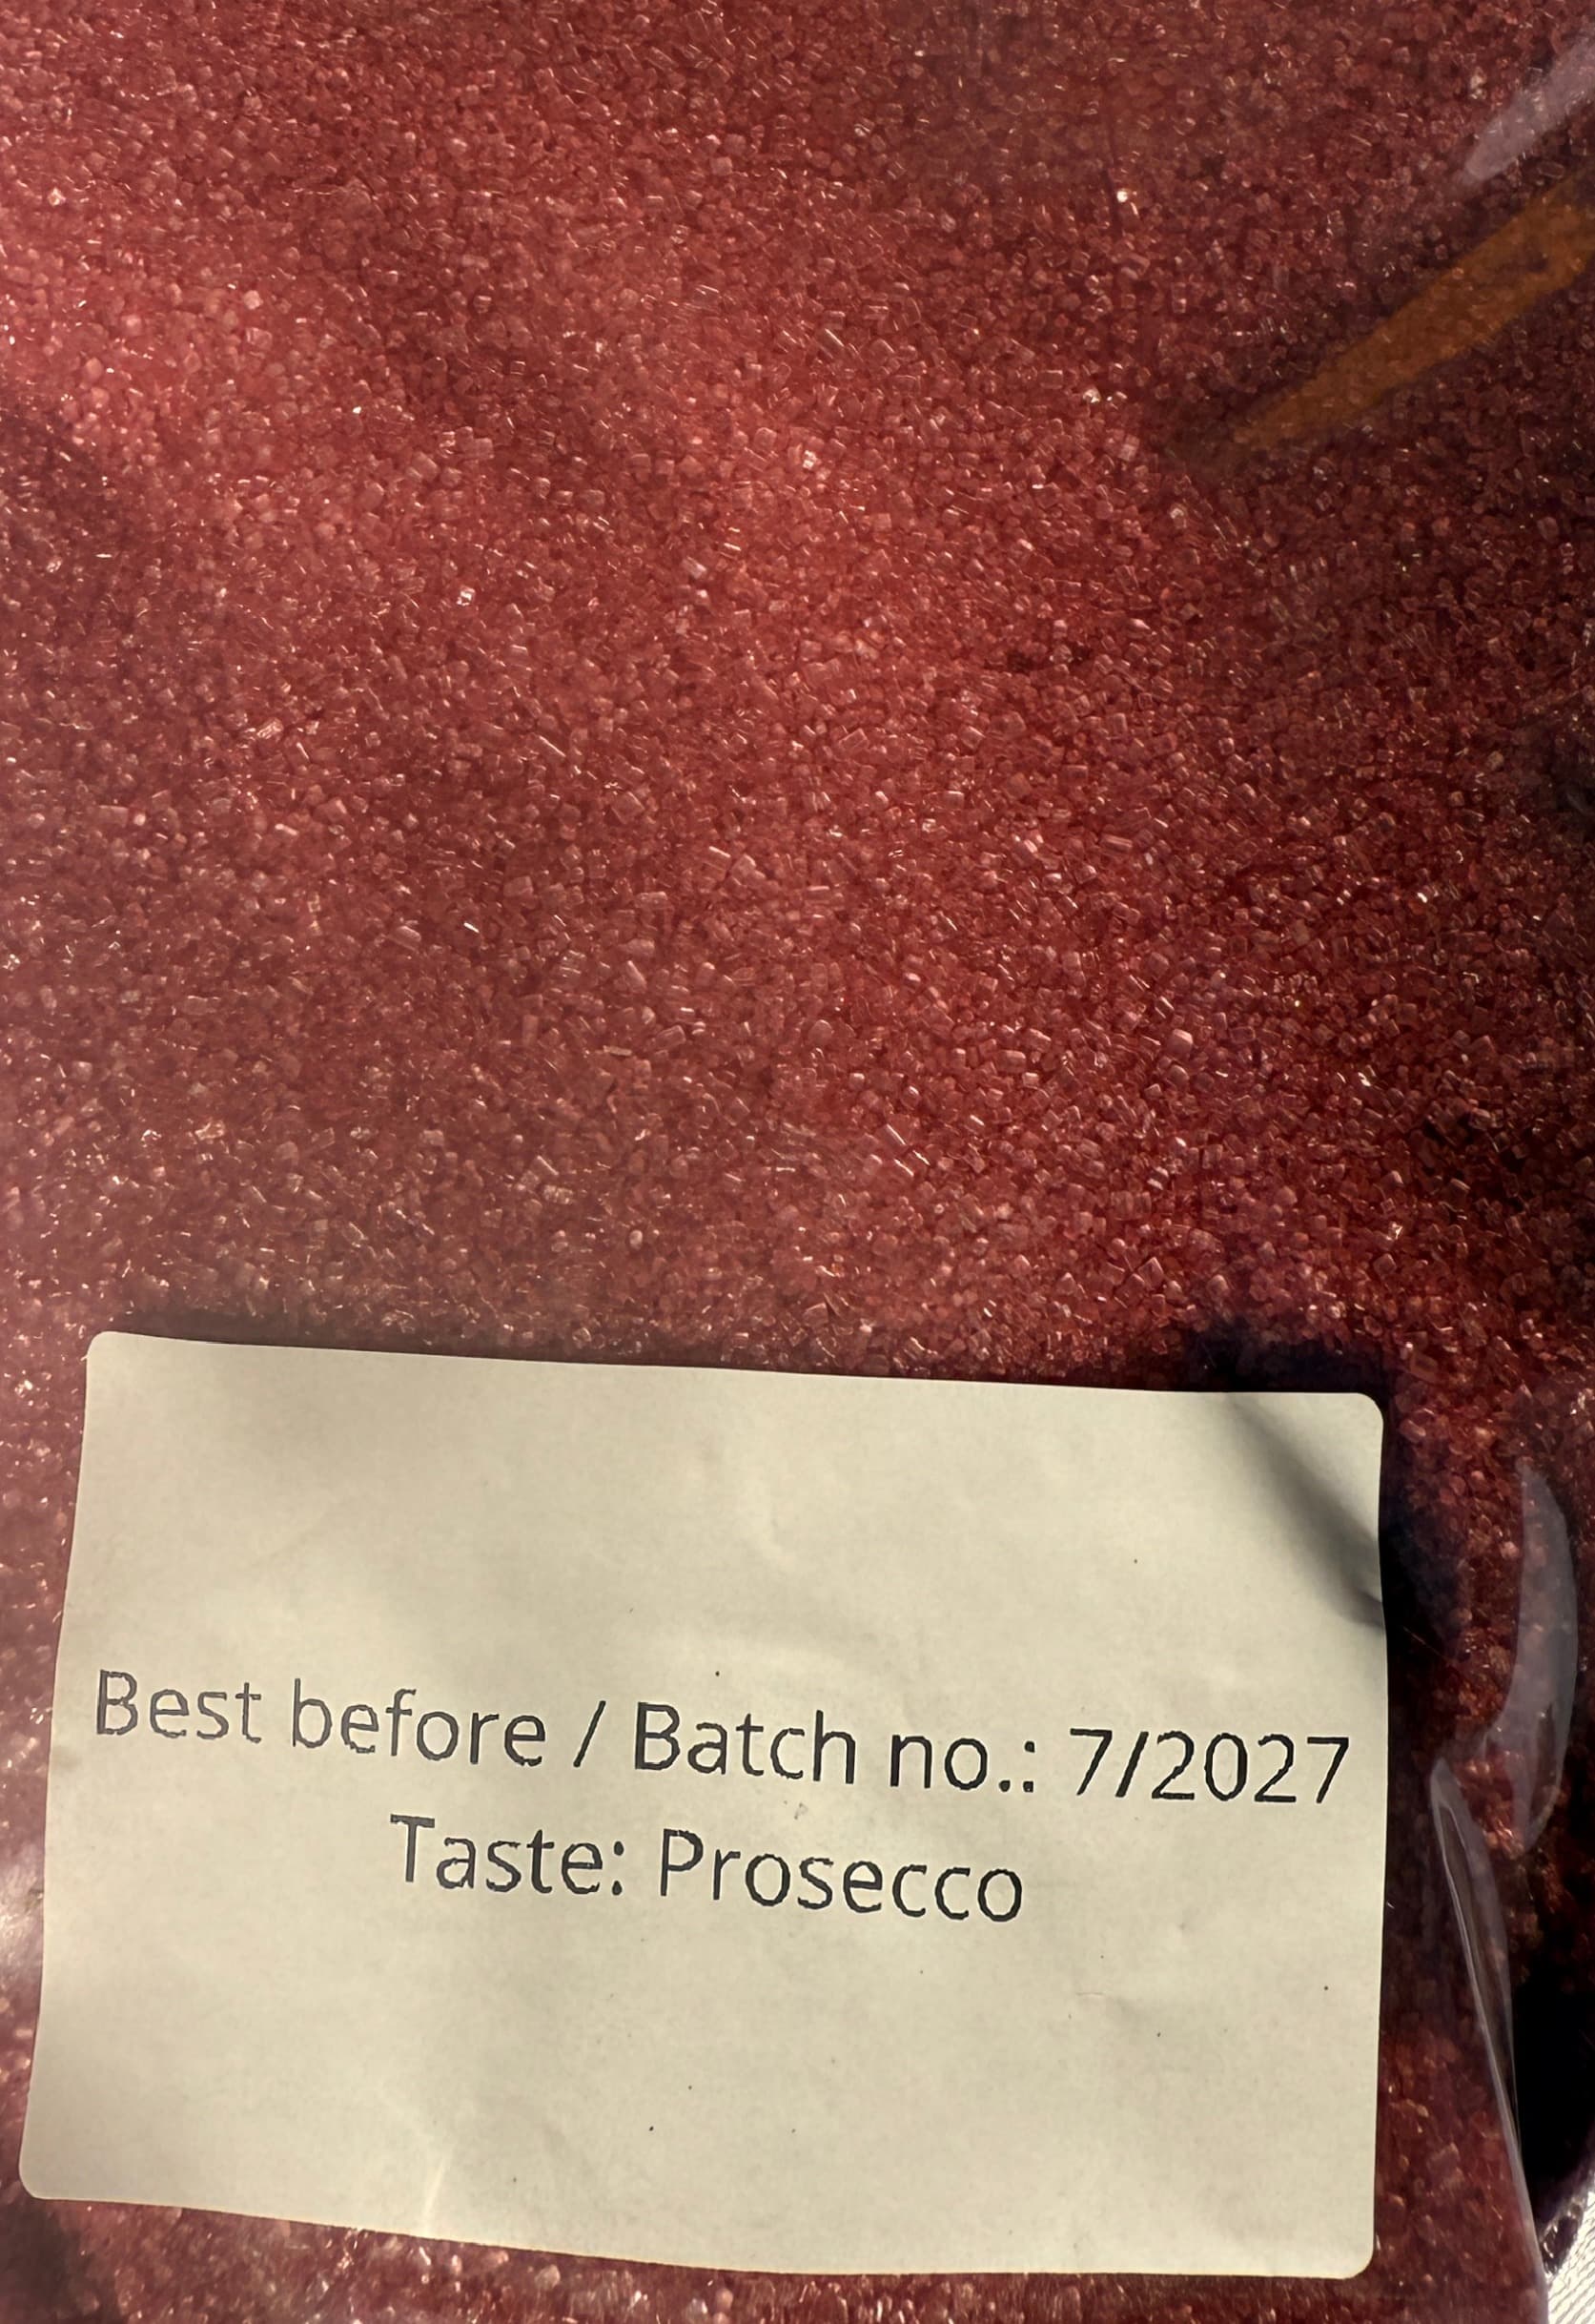 Best before / Batch no.: 7/2027
Taste: Prosecco